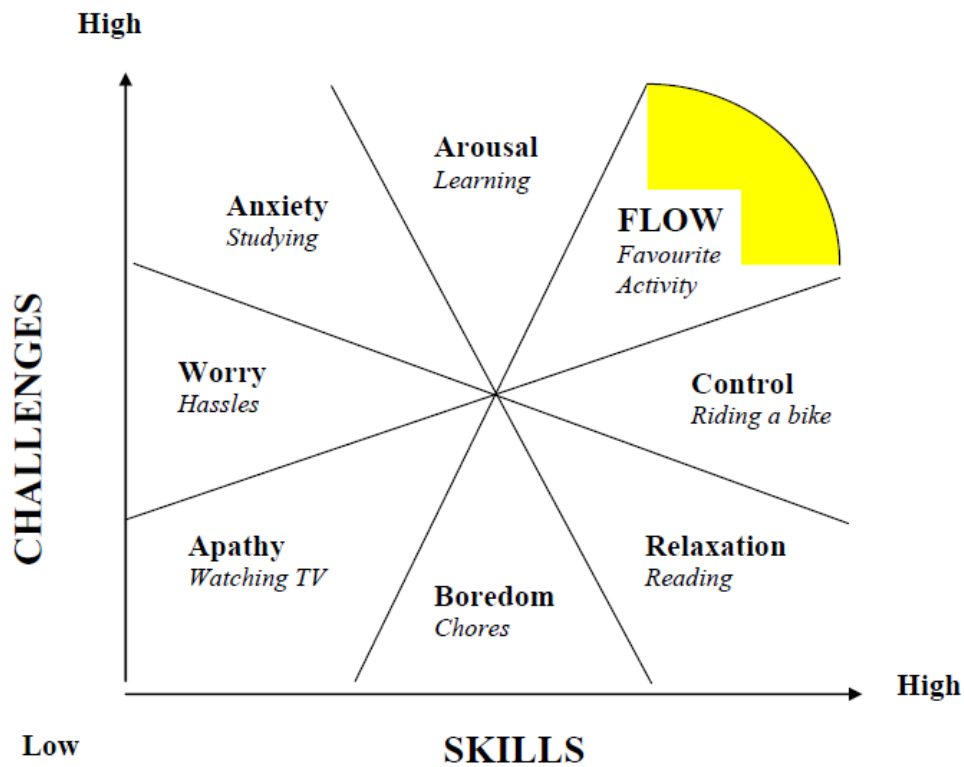 High
Arousal
Learning
Anxiety
Studying
FLOW
Favourite
Activity
CHALLENGES
Worry
Hassles
Control
Riding a bike
Apathy
Watching TV
Relaxation
Reading
Boredom
Chores
High
Low
SKILLS